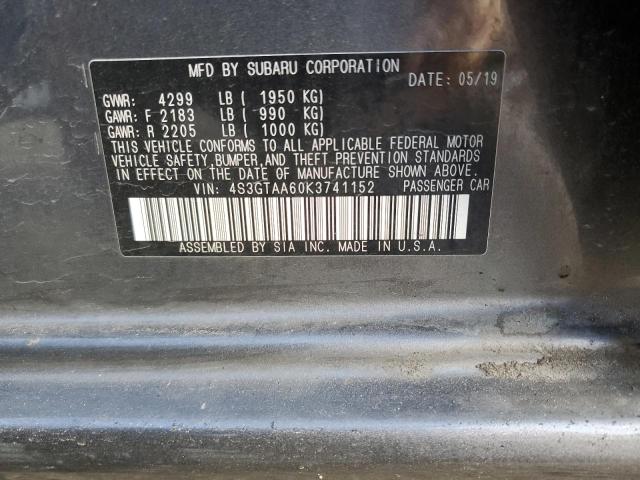 MFD BY SUBARU CORPORATION
DATE: 05/19
GVWR: 4299 LB ( 1950 KG)
GAWR: F 2183 LB ( 990 KG)
GAWR: R 2205 LB ( 1000 KG)
THIS VEHICLE CONFORMS TO ALL APPLICABLE FEDERAL MOTOR
VEHICLE SAFETY, BUMPER, AND THEFT PREVENTION STANDARDS
IN EFFECT ON THE DATE OF MANUFACTURE SHOWN ABOVE.
VIN: 4S3GTAA60K3741152 PASSENGER CAR
ASSEMBLED BY SIA INC. MADE IN U.S.A.